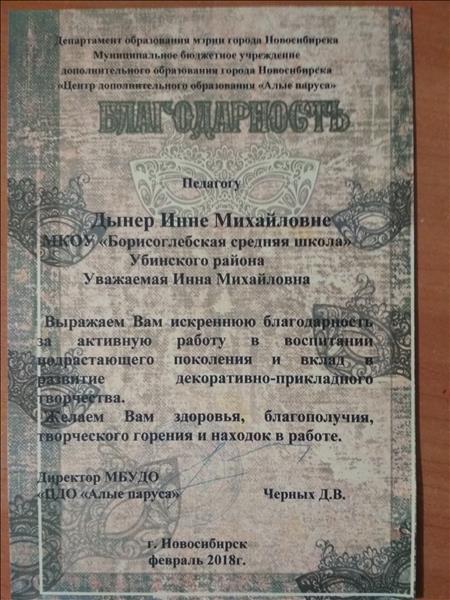 Департамент образования мэрии города Новосибирска
Муниципальное бюджетное учреждение
дополнительного образования города Новосибирска
«Центр дополнительного образования «Алые паруса»
БЛАГОДАРНОСТЬ
Педагогу
Дынер Инне Михайловне
МКОУ «Борисоглебская средняя школа»
Убинского района
Уважаемая Инна Михайловна
Выражаем Вам искреннюю благодарность
за активную работу в воспитании
подрастающего поколения и вклад в
развитие декоративно-прикладного
творчества.
Желаем Вам здоровья, благополучия,
творческого горения и находок в работе.
Директор МБУДО
«ЦДО «Алые паруса» Черных Д.В.
г. Новосибирск
февраль 2018г.